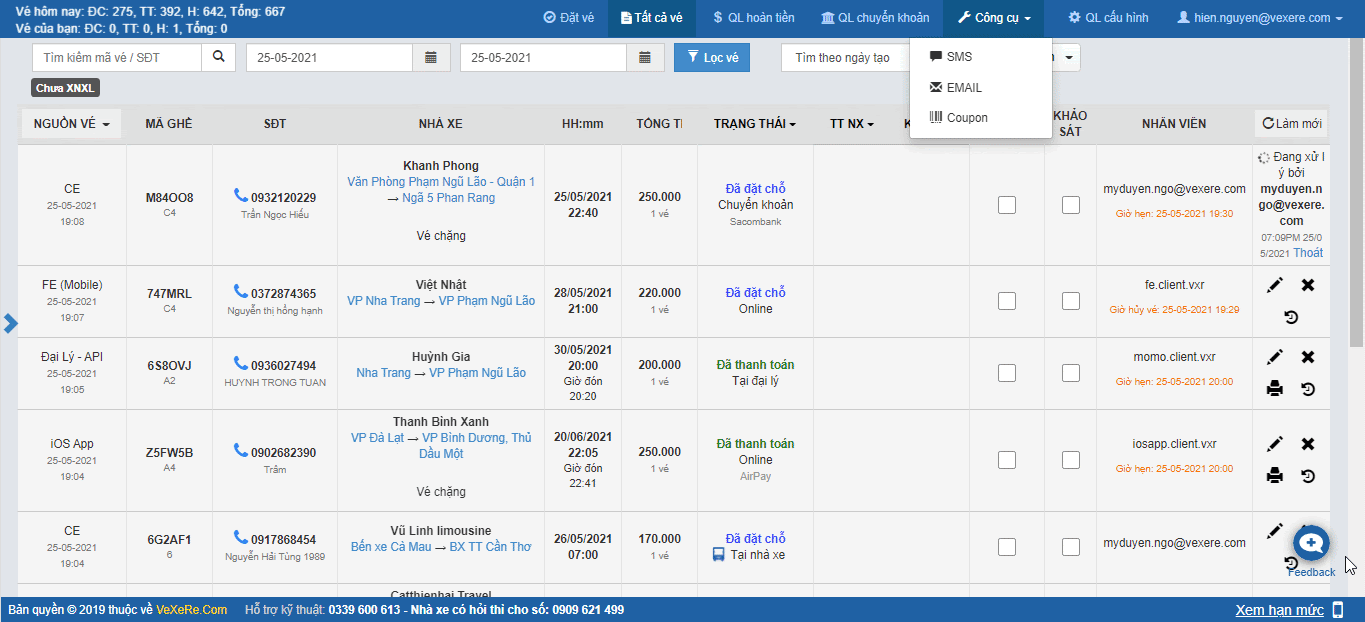 Vé hôm nay: ĐC: 275, TT: 392, H: 642, Tổng: 667
Vé của bạn: ĐC: 0, TT: 0, H: 1, Tổng: 0
Đặt vé
Tất cả vé
$ QL hoàn tiền
QL chuyển khoản
Công cụ
QL cấu hình
hien.nguyen@vexere.com
Tìm kiếm mã vé / SĐT
25-05-2021
25-05-2021
Lọc vé
Tìm theo ngày tạo
SMS
EMAIL
Coupon
Chưa XNXL
NGUỒN VÉ
MÃ GHẾ
SĐT
NHÀ XE
HH:mm
TỔNG TI
TRẠNG THÁI
TT NX
K
KHẢO
SÁT
NHÂN VIÊN
Làm mới
CE
25-05-2021
19:08
M84OO8
C4
0932120229
Trần Ngọc Hiếu
Khanh Phong
Văn Phòng Phạm Ngũ Lão - Quận 1
→ Ngã 5 Phan Rang
Vé chặng
25/05/2021
22:40
250.000
1 vé
Đã đặt chỗ
Chuyển khoản
Sacombank
myduyen.ngo@vexere.com
Giờ hẹn: 25-05-2021 19:30
Đang xử l
ý bởi
myduyen.n
go@vexere.
com
07:09PM 25/0
5/2021 Thoát
FE (Mobile)
25-05-2021
19:07
747MRL
C4
0372874365
Nguyễn thị hồng hạnh
Việt Nhật
VP Nha Trang → VP Phạm Ngũ Lão
28/05/2021
21:00
220.000
1 vé
Đã đặt chỗ
Online
fe.client.vxr
Giờ hủy vé: 25-05-2021 19:29
Đại Lý - API
25-05-2021
19:05
6S8OVJ
A2
0936027494
HUYNH TRONG TUAN
Huỳnh Gia
Nha Trang → VP Phạm Ngũ Lão
30/05/2021
20:00
Giờ đón
20:20
200.000
1 vé
Đã thanh toán
Tại đại lý
momo.client.vxr
Giờ hẹn: 25-05-2021 20:00
iOS App
25-05-2021
19:04
Z5FW5B
A4
0902682390
Trâm
Thanh Bình Xanh
VP Đà Lạt → VP Bình Dương, Thủ
Dầu Một
Vé chặng
20/06/2021
22:05
Giờ đón
22:41
250.000
1 vé
Đã thanh toán
Online
AirPay
iosapp.client.vxr
Giờ hẹn: 25-05-2021 20:00
CE
25-05-2021
19:04
6G2AF1
6
0917868454
Nguyễn Hải Tùng 1989
Vũ Linh limousine
Bến xe Cà Mau → BX TT Cần Thơ
26/05/2021
07:00
170.000
1 vé
Đã đặt chỗ
Tại nhà xe
myduyen.ngo@vexere.com
Feedback
Catthienhai Travel
Bản quyền © 2019 thuộc về VeXeRe.Com
Hỗ trợ kỹ thuật: 0339 600 613 - Nhà xe có hỏi thì cho số: 0909 621 499
Xem hạn mức